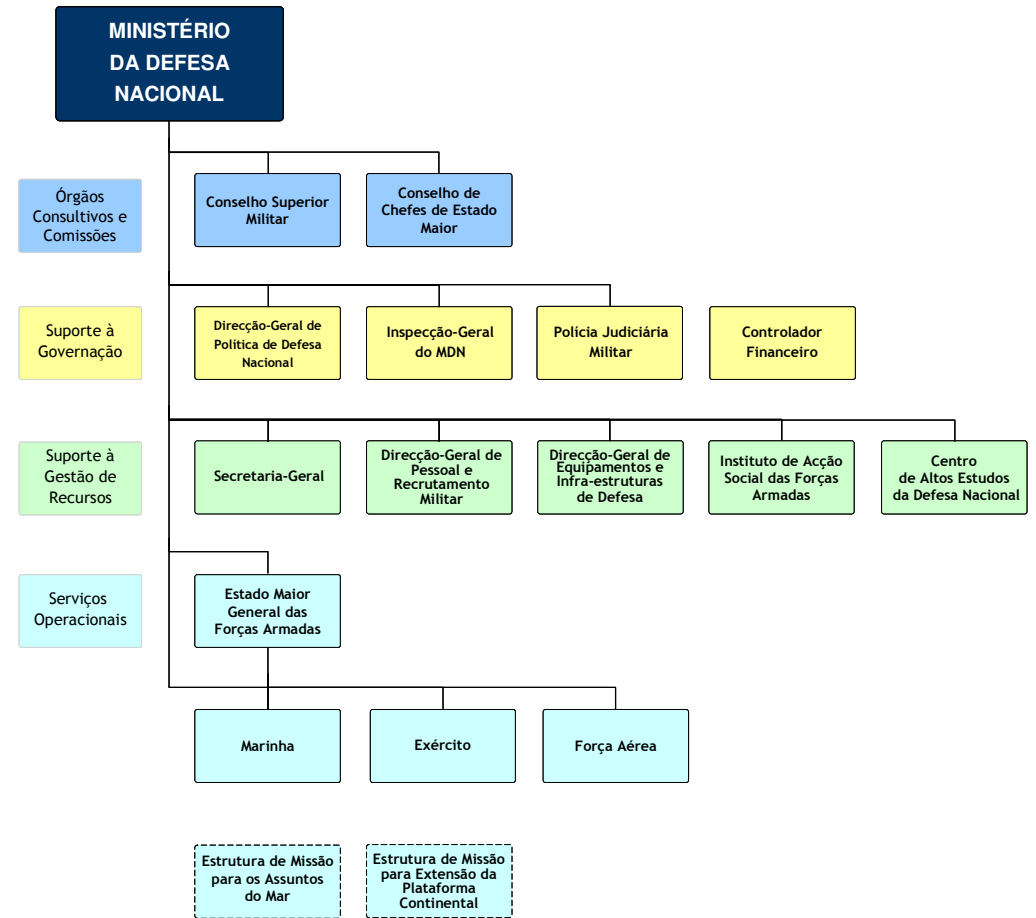 MINISTÉRIO
DA DEFESA
NACIONAL
Órgãos
Consultivos e
Comissões
Conselho Superior
Militar
Conselho de
Chefes de Estado
Maior
Suporte à
Governação
Direcção-Geral de
Política de Defesa
Nacional
Inspecção-Geral
do MDN
Polícia Judiciária
Militar
Controlador
Financeiro
Suporte à
Gestão de
Recursos
Secretaria-Geral
Direcção-Geral de
Pessoal e
Recrutamento
Militar
Direcção-Geral de
Equipamentos e
Infra-estruturas
de Defesa
Instituto de Acção
Social das Forças
Armadas
Centro
de Altos Estudos
da Defesa Nacional
Serviços
Operacionais
Estado Maior
General das
Forças Armadas
Marinha
Exército
Força Aérea
Estrutura de Missão
para os Assuntos
do Mar
Estrutura de Missão
para Extensão da
Plataforma
Continental